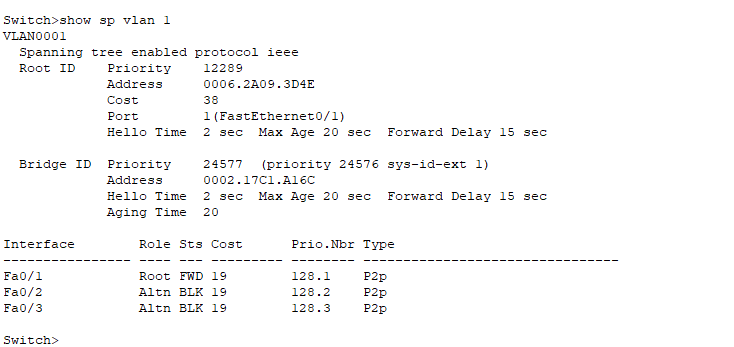 Switch>show sp vlan 1
VLAN0001
  Spanning tree enabled protocol ieee
  Root ID    Priority    12289
             Address     0006.2A09.3D4E
             Cost        38
             Port        1(FastEthernet0/1)
             Hello Time  2 sec  Max Age 20 sec  Forward Delay 15 sec

  Bridge ID  Priority    24577  (priority 24576 sys-id-ext 1)
             Address     0002.17C1.A16C
             Hello Time  2 sec  Max Age 20 sec  Forward Delay 15 sec
             Aging Time  20

Interface        Role Sts Cost      Prio.Nbr Type
---------------- ---- --- --------- -------- --------------------------------
Fa0/1            Root FWD 19        128.1    P2p
Fa0/2            Altn BLK 19        128.2    P2p
Fa0/3            Altn BLK 19        128.3    P2p

Switch>